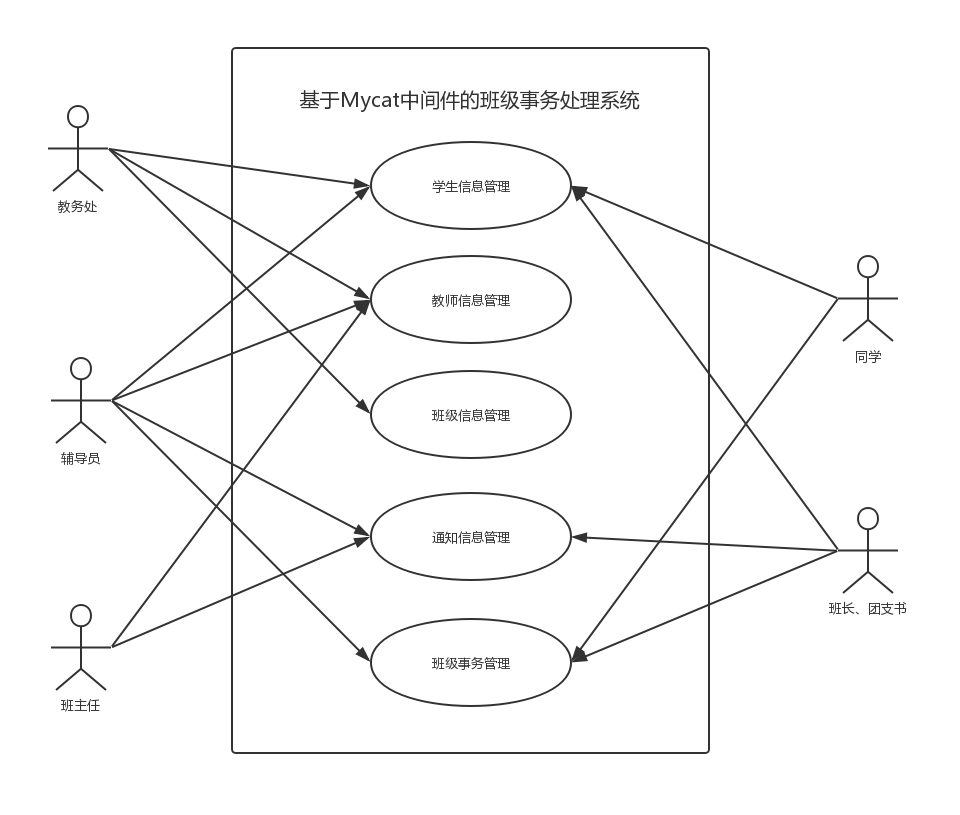 基于Mycat中间件的班级事务处理系统
教务处
学生信息管理
教师信息管理
同学
班级信息管理
辅导员
通知信息管理
班长、团支书
班级事务管理
班主任